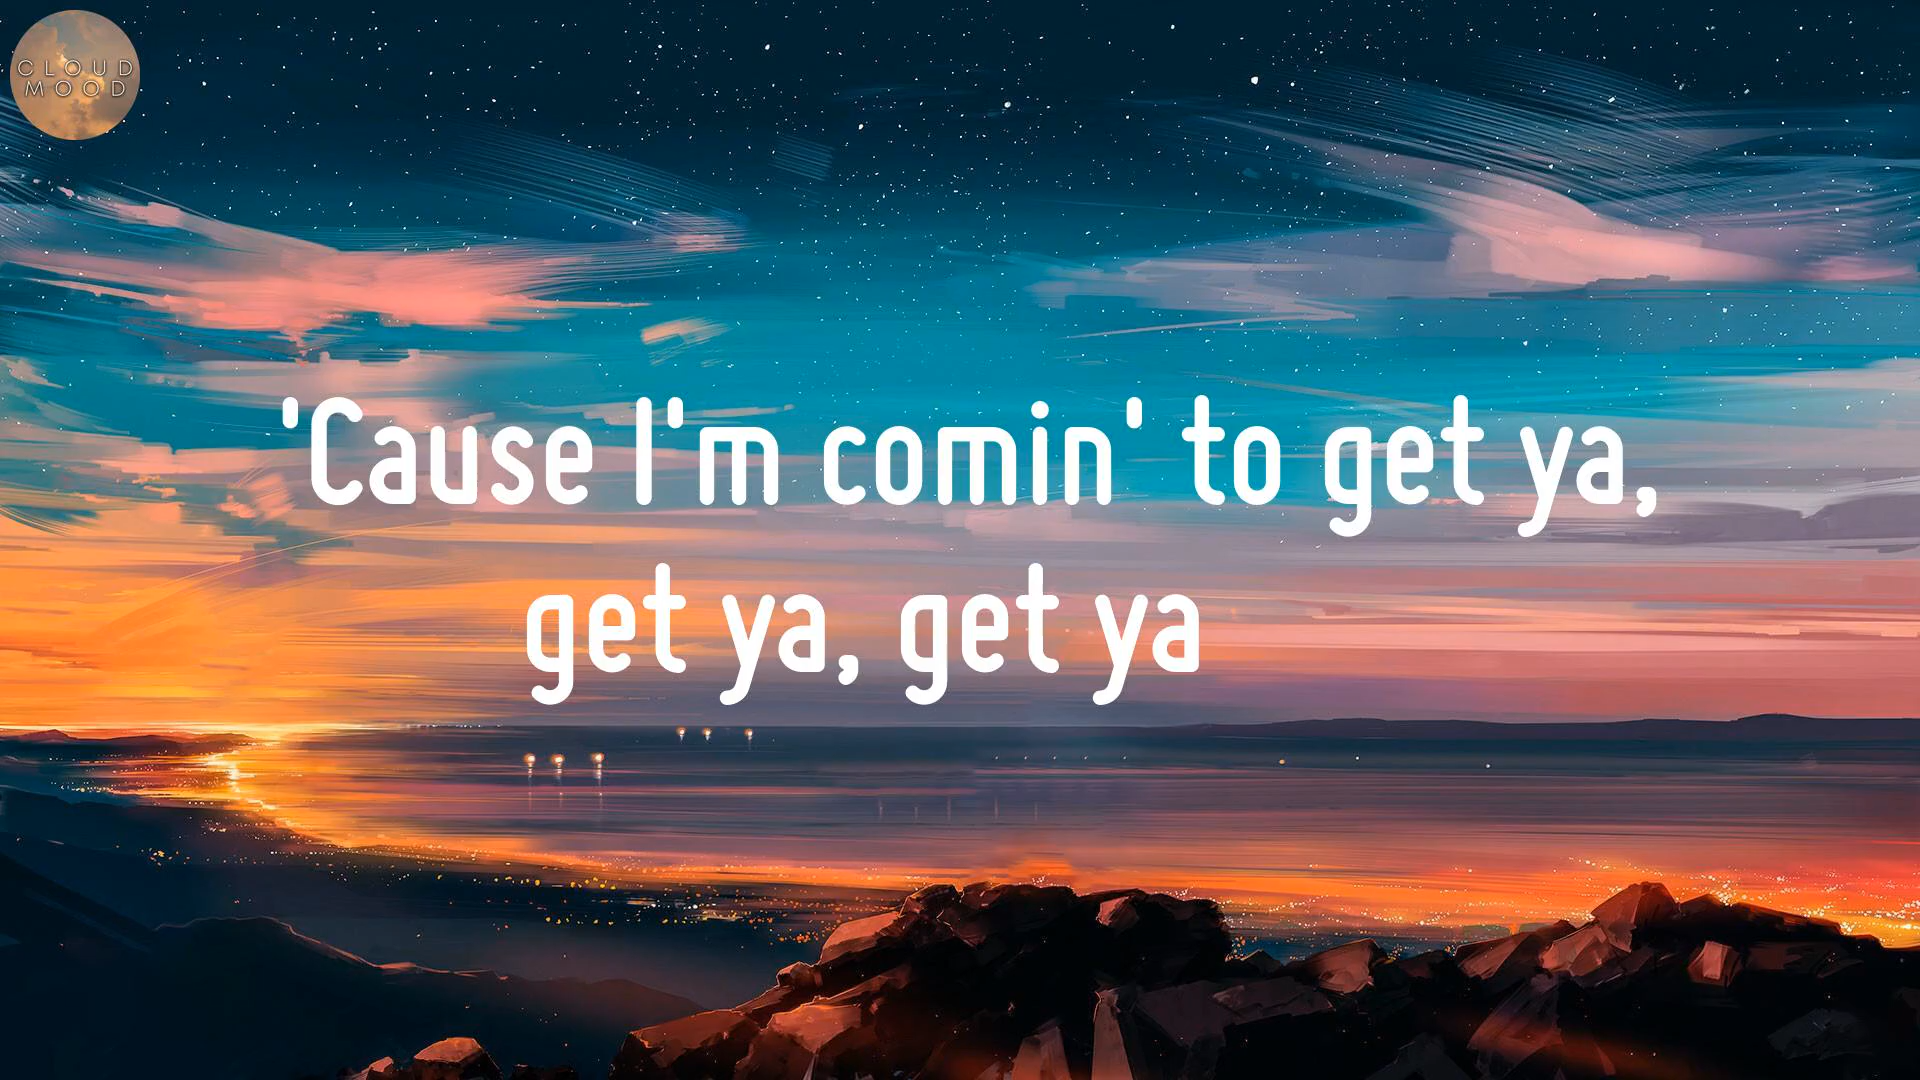 CLOUD
MOOD
'Cause I'm comin' to get ya,
get ya, get ya